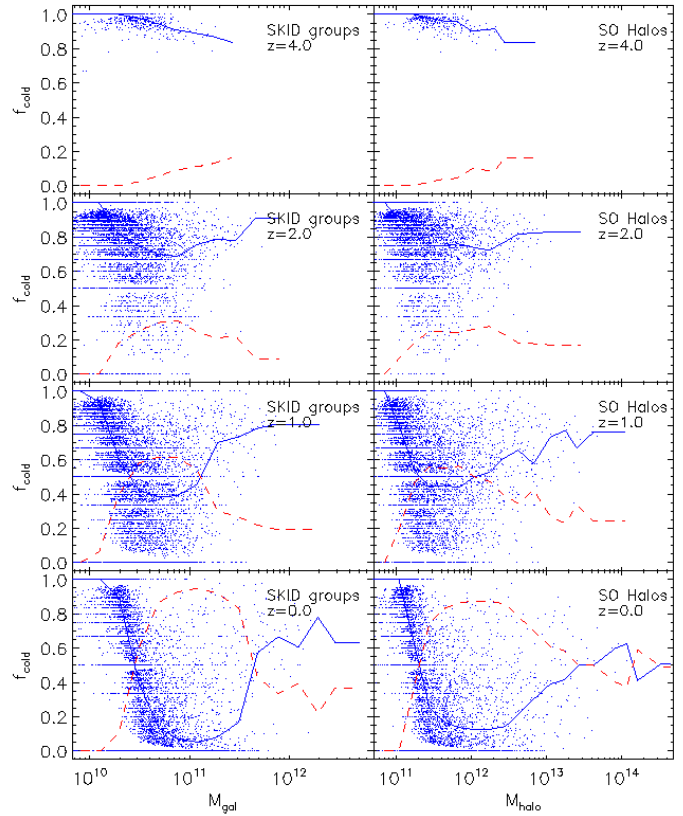 1.0 SKID groups SO Halos
0.8 z=4.0 z=4.0
f_cold 0.6
0.4
0.2
0.0
1.0 SKID groups SO Halos
0.8 z=2.0 z=2.0
f_cold 0.6
0.4
0.2
0.0
1.0 SKID groups SO Halos
0.8 z=1.0 z=1.0
f_cold 0.6
0.4
0.2
0.0
1.0 SKID groups SO Halos
0.8 z=0.0 z=0.0
f_cold 0.6
0.4
0.2
0.0
10^10 10^11 10^12 10^11 10^12 10^13 10^14
M_gal M_halo